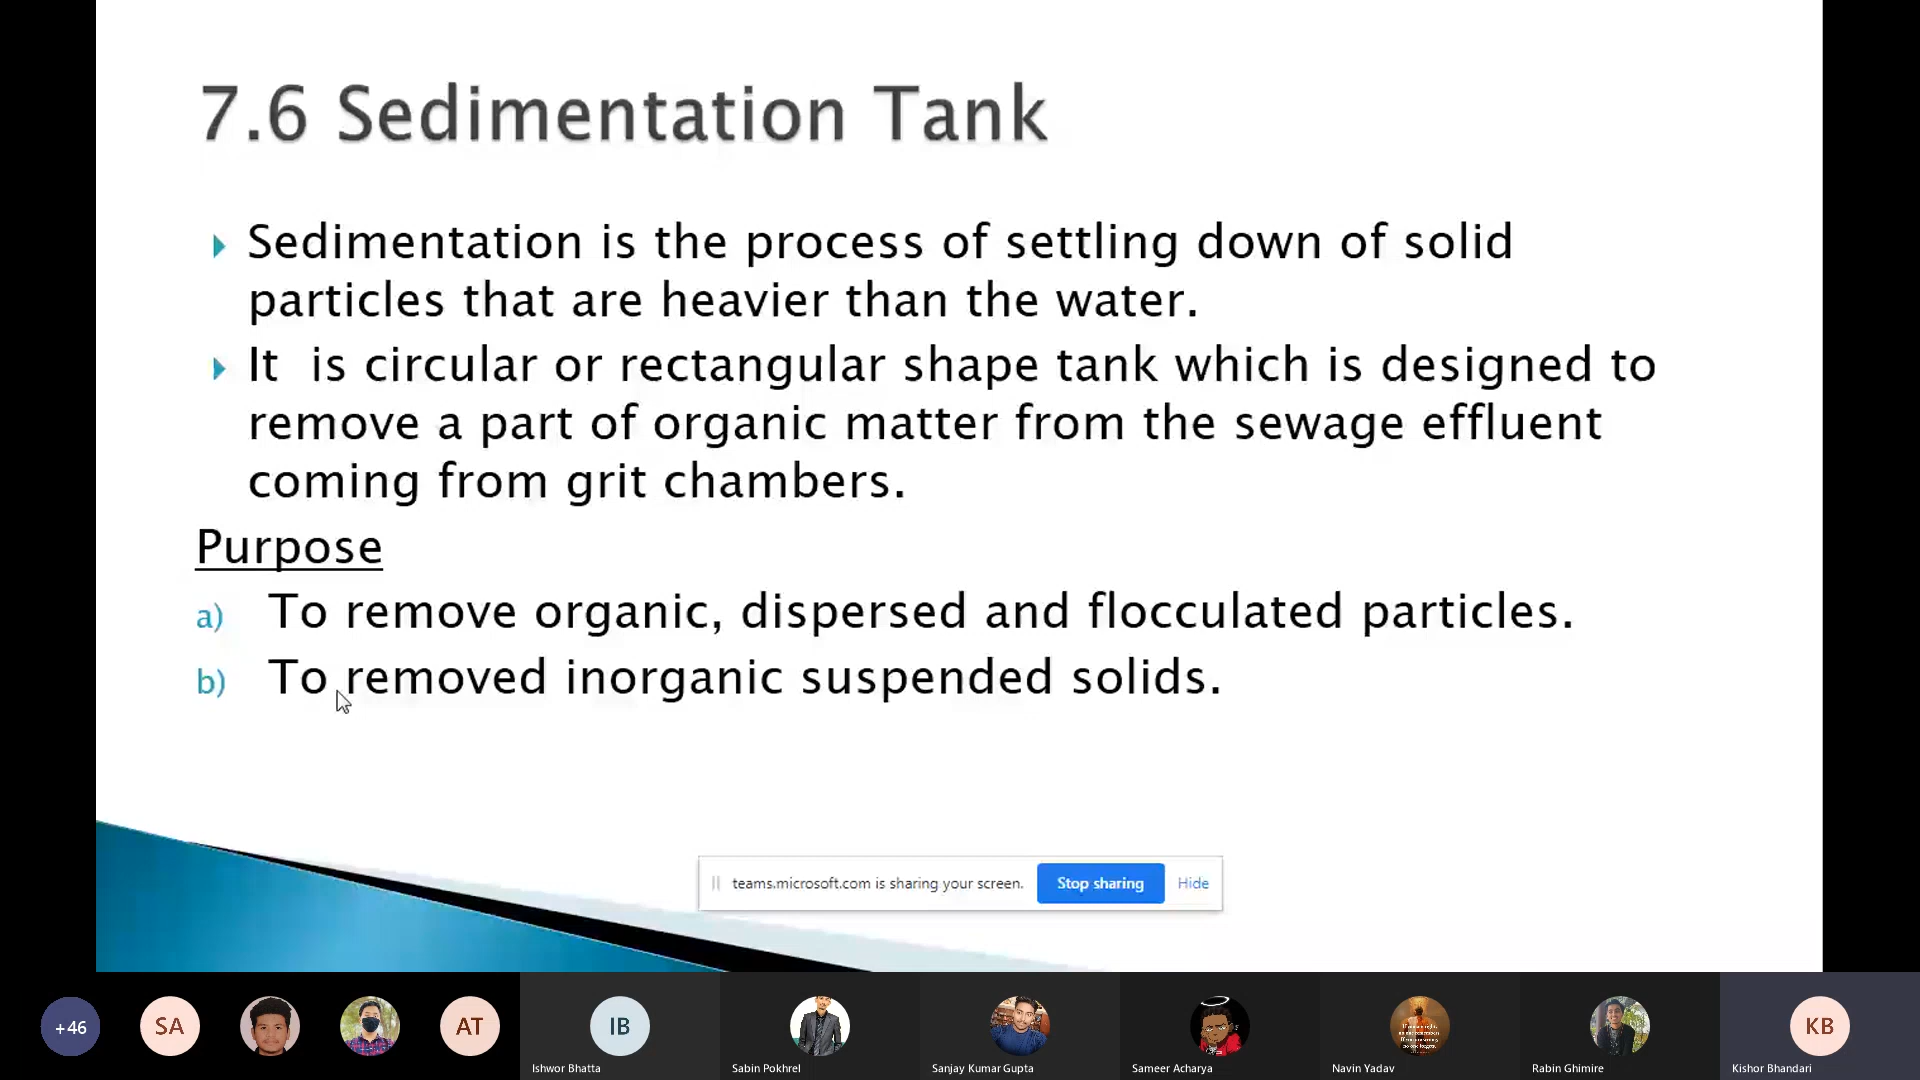 7.6 Sedimentation Tank
Sedimentation is the process of settling down of solid
particles that are heavier than the water.
It is circular or rectangular shape tank which is designed to
remove a part of organic matter from the sewage effluent
coming from grit chambers.
Purpose
a) To remove organic, dispersed and flocculated particles.
b) To removed inorganic suspended solids.
teams.microsoft.com is sharing your screen. Stop sharing Hide
+46 SA AT IB KB
Ishwor Bhatta Sabin Pokhrel Sanjay Kumar Gupta Sameer Acharya Navin Yadav Rabin Ghimire Kishor Bhandari